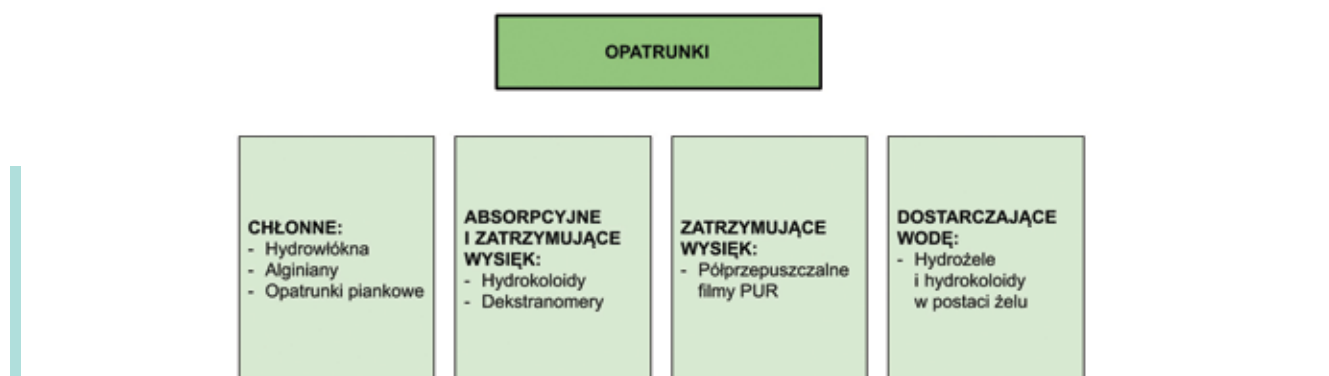 OPATRUNKI
CHŁONNE:
- Hydrowłókna
- Alginiany
- Opatrunki piankowe
ABSORPCYJNE
I ZATRZYMUJĄCE
WYSIĘK:
- Hydrokoloidy
- Dekstranomery
ZATRZYMUJĄCE
WYSIĘK:
- Półprzepuszczalne
filmy PUR
DOSTARCZAJĄCE
WODĘ:
- Hydrożele
i hydrokoloidy
w postaci żelu